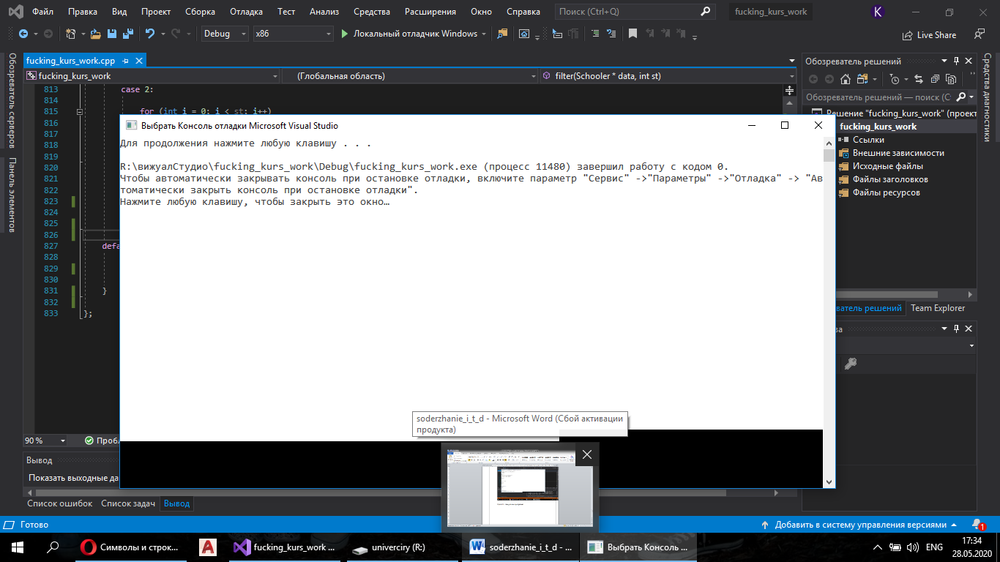 Файл Правка Вид Проект Сборка Отладка Тест Анализ Средства Расширения Окно Справка Поиск (Ctrl+Q) fucking_kurs_work K
Debug x86 Локальный отладчик Windows Live Share
Обозреватель серверов
Панель элементов
fucking_kurs_work.cpp
fucking_kurs_work (Глобальная область) filter(Schooler * data, int st)
813 case 2:
814
815 for (int i = 0; i < st; i++)
816
817
818
819
820
821
822
823
824
825
826
827 defa
828
829
830
831 }
832
833 };
Выбрать Консоль отладки Microsoft Visual Studio
Для продолжения нажмите любую клавишу . . .
R:\вижуалСтудио\fucking_kurs_work\Debug\fucking_kurs_work.exe (процесс 11480) завершил работу с кодом 0.
Чтобы автоматически закрывать консоль при остановке отладки, включите параметр "Сервис" ->"Параметры" ->"Отладка" -> "Ав
томатически закрыть консоль при остановке отладки".
Нажмите любую клавишу, чтобы закрыть это окно…
Обозреватель решений
Обозреватель решений — поиск (C
Решение "fucking_kurs_work" (проект
fucking_kurs_work
Ссылки
Внешние зависимости
Исходные файлы
Файлы заголовков
Файлы ресурсов
Средства диагностики
ватель решений Team Explorer
ва
soderzhanie_i_t_d - Microsoft Word (Сбой активации
продукта)
90 % Пробл
Вывод
Показать выходные да
Список ошибок Список задач Вывод
Готово Добавить в систему управления версиями 1
Символы и строк... A fucking_kurs_work ... univerciry (R:) soderzhanie_i_t_d - ... Выбрать Консоль ... ENG 17:34
28.05.2020